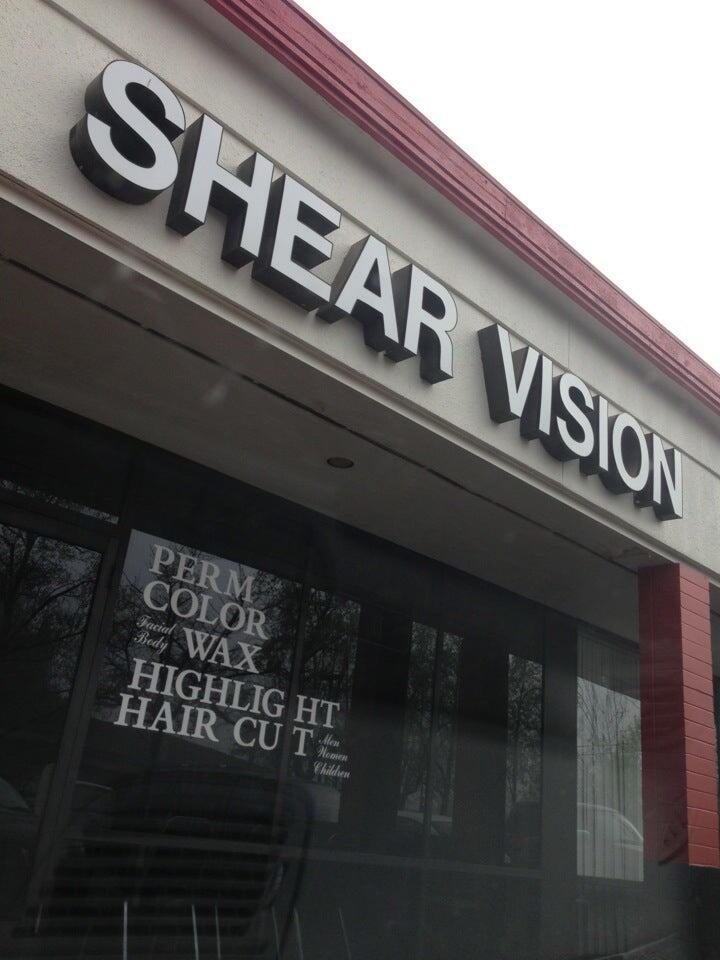 SHEAR VISION
PERM
COLOR
Facial
Body WAX
HIGHLIGHT
HAIR CUT Men
Women
Children